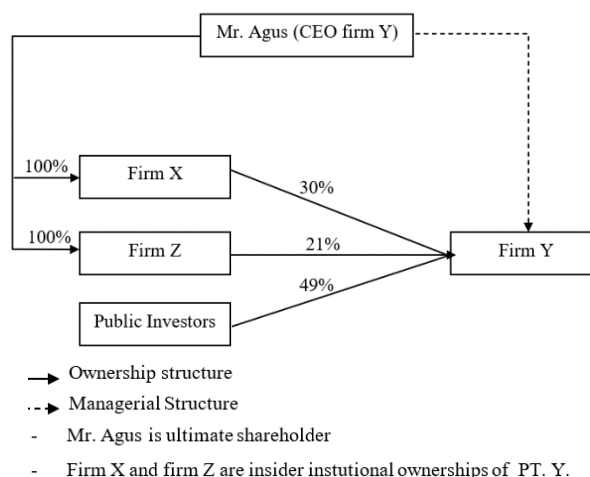 Mr. Agus (CEO firm Y)
100%
Firm X
30%
100%
Firm Z
21%
Firm Y
49%
Public Investors
Ownership structure
Managerial Structure
- Mr. Agus is ultimate shareholder
- Firm X and firm Z are insider instutional ownerships of PT. Y.